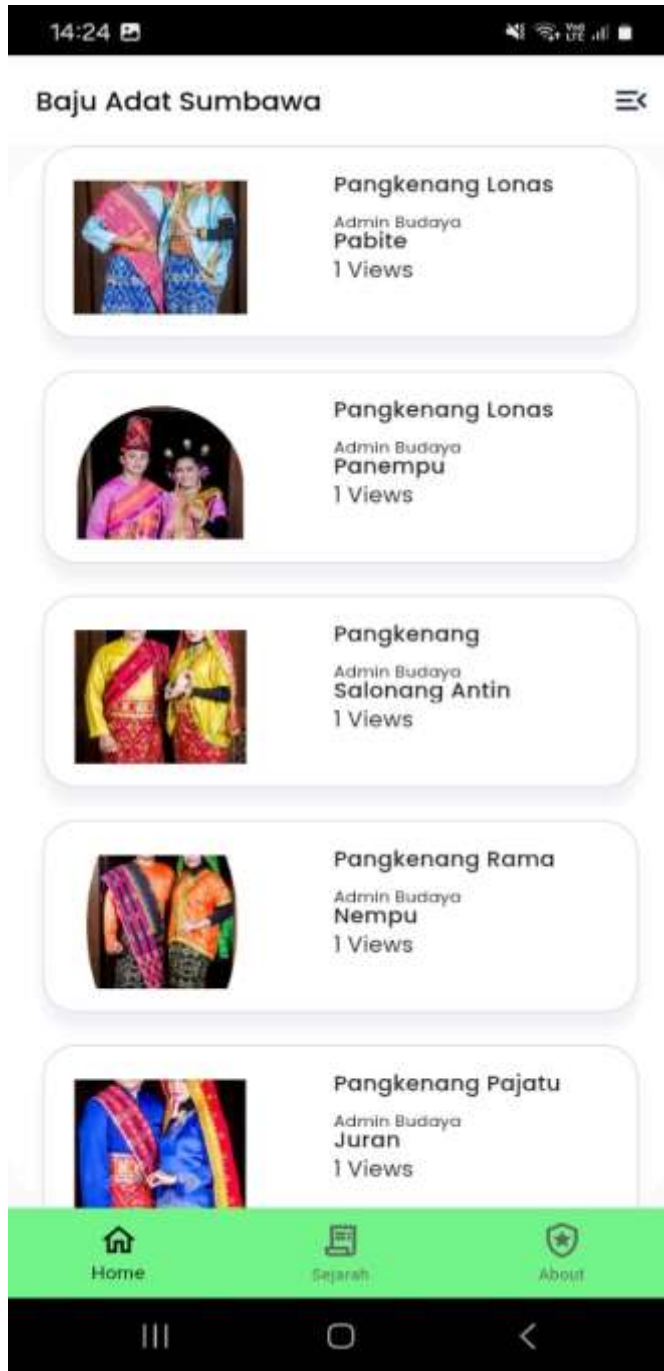 14:24
Vo)) LTE
Baju Adat Sumbawa
Pangkenang Lonas
Admin Budaya
Pabite
1 Views
Pangkenang Lonas
Admin Budaya
Panempu
1 Views
Pangkenang
Admin Budaya
Salonang Antin
1 Views
Pangkenang Rama
Admin Budaya
Nempu
1 Views
Pangkenang Pajatu
Admin Budaya
Juran
1 Views
Home
Sejarah
About